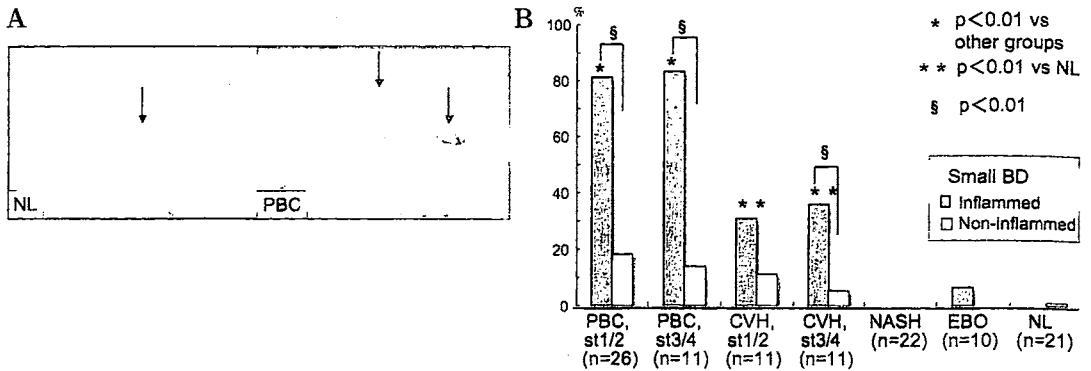 A
NL
PBC
B
%
100
80
60
40
20
0
§
§
§
*
*
* *
* *
* p<0.01 vs
other groups
* * p<0.01 vs NL
§ p<0.01
Small BD
Inflammed
Non-inflammed
PBC, st1/2 (n=26)
PBC, st3/4 (n=11)
CVH, st1/2 (n=11)
CVH, st3/4 (n=11)
NASH (n=22)
EBO (n=10)
NL (n=21)